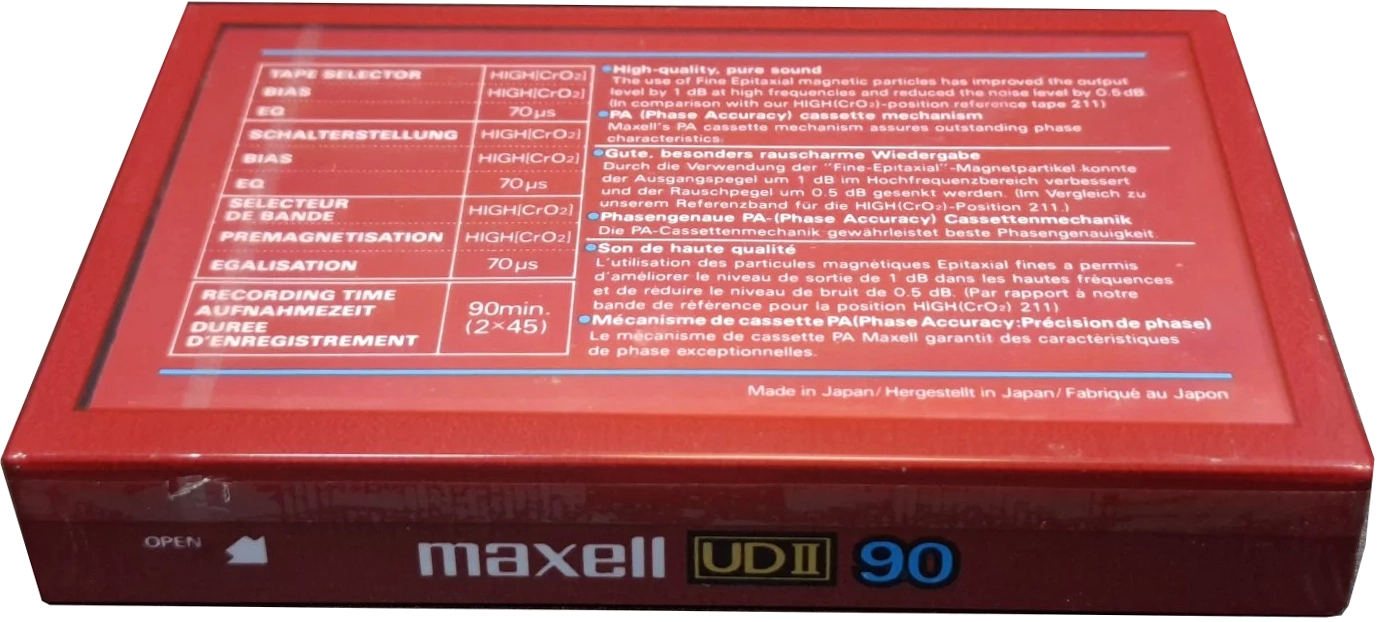 TAPE SELECTOR HIGH(CrO₂)
BIAS HIGH(CrO₂)
EQ 70μs
SCHALTERSTELLUNG HIGH(CrO₂)
BIAS HIGH(CrO₂)
EQ 70μs
SELECTEUR
DE BANDE HIGH(CrO₂)
PREMAGNETISATION HIGH(CrO₂)
EGALISATION 70μs
RECORDING TIME
AUFNAHMEZEIT
DUREE
D'ENREGISTREMENT
90min.
(2×45)
•High-quality, pure sound
The use of Fine Epitaxial magnetic particles has improved the output
level by 1 dB at high frequencies and reduced the noise level by 0.5 dB.
(In comparison with our HIGH(CrO₂)-position reference tape 211)
•PA (Phase Accuracy) cassette mechanism
Maxell's PA cassette mechanism assures outstanding phase
characteristics.
•Gute, besonders rauscharme Wiedergabe
Durch die Verwendung der "Fine-Epitaxial"-Magnetpartikel konnte
der Ausgangspegel um 1 dB im Hochfrequenzbereich verbessert
und der Rauschpegel um 0.5 dB gesenkt werden. (Im Vergleich zu
unserem Referenzband für die HIGH(CrO₂)-Position 211.)
•Phasengenaue PA-(Phase Accuracy) Cassettenmechanik
Die PA-Cassettenmechanik gewährleistet beste Phasengenauigkeit.
•Son de haute qualité
L'utilisation des particules magnétiques Epitaxial fines a permis
d'améliorer le niveau de sortie de 1 dB dans les hautes fréquences
et de réduire le niveau de bruit de 0.5 dB. (Par rapport à notre
bande de référence pour la position HIGH(CrO₂) 211)
•Mécanisme de cassette PA(Phase Accuracy:Précision de phase)
Le mécanisme de cassette PA Maxell garantit des caractéristiques
de phase exceptionnelles.
Made in Japan/Hergestellt in Japan/Fabriqué au Japon
OPEN maxell UDII 90